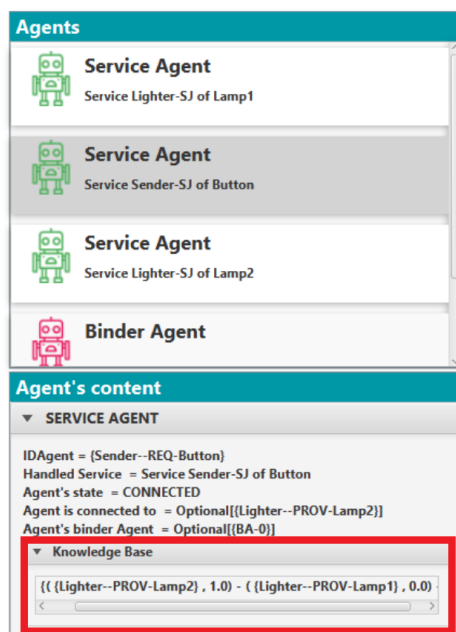 Agents
Service Agent
Service Lighter-SJ of Lamp1
Service Agent
Service Sender-SJ of Button
Service Agent
Service Lighter-SJ of Lamp2
Binder Agent
Agent's content
SERVICE AGENT
IDAgent = {Sender--REQ-Button}
Handled Service = Service Sender-SJ of Button
Agent's state = CONNECTED
Agent is connected to = Optional[{Lighter--PROV-Lamp2}]
Agent's binder Agent = Optional[{BA-0}]
Knowledge Base
{( {Lighter--PROV-Lamp2} , 1.0) - ( {Lighter--PROV-Lamp1} , 0.0) -